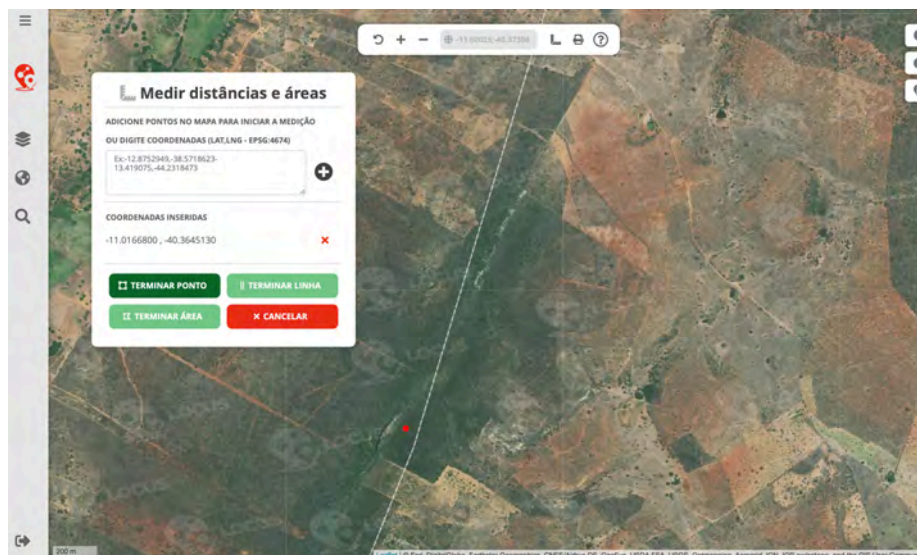 Medir distâncias e áreas
ADICIONE PONTOS NO MAPA PARA INICIAR A MEDIÇÃO
OU DIGITE COORDENADAS (LAT,LNG - EPSG:4674)
Ex:-12.8752949,-38.5718623-
13.419075,-44.2318473
COORDENADAS INSERIDAS
-11.0166800 , -40.3645130
TERMINAR PONTO
TERMINAR LINHA
TERMINAR ÁREA
CANCELAR
200 m